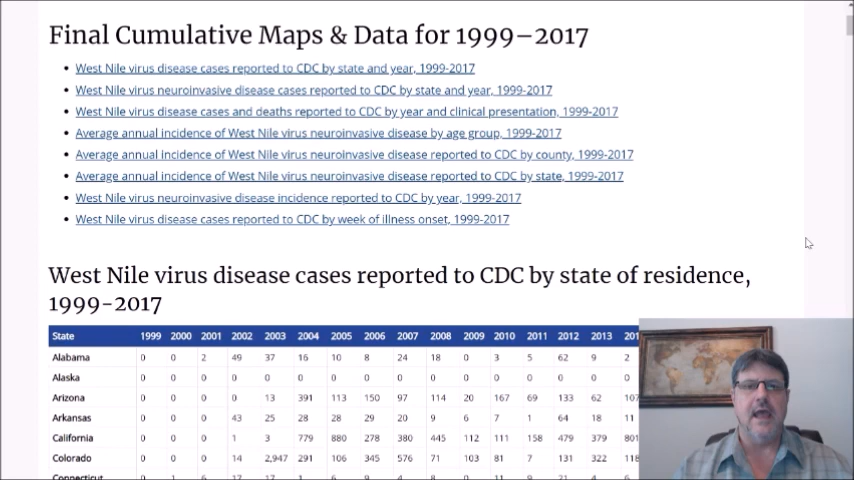 Final Cumulative Maps & Data for 1999–2017
West Nile virus disease cases reported to CDC by state and year, 1999-2017
West Nile virus neuroinvasive disease cases reported to CDC by state and year, 1999-2017
West Nile virus disease cases and deaths reported to CDC by year and clinical presentation, 1999-2017
Average annual incidence of West Nile virus neuroinvasive disease by age group, 1999-2017
Average annual incidence of West Nile virus neuroinvasive disease reported to CDC by county, 1999-2017
Average annual incidence of West Nile virus neuroinvasive disease reported to CDC by state, 1999-2017
West Nile virus neuroinvasive disease incidence reported to CDC by year, 1999-2017
West Nile virus disease cases reported to CDC by week of illness onset, 1999-2017
West Nile virus disease cases reported to CDC by state of residence,
1999-2017
State 1999 2000 2001 2002 2003 2004 2005 2006 2007 2008 2009 2010 2011 2012 2013 201
Alabama 0 0 2 49 37 16 10 8 24 18 0 3 5 62 9 2
Alaska 0 0 0 0 0 0 0 0 0 0 0 0 0 0 0 0
Arizona 0 0 0 0 13 391 113 150 97 114 20 167 69 133 62 107
Arkansas 0 0 0 43 25 28 28 29 20 9 6 7 1 64 18 11
California 0 0 0 1 3 779 880 278 380 445 112 111 158 479 379 801
Colorado 0 0 0 14 2,947 291 106 345 576 71 103 81 7 131 322 118
Connecticut